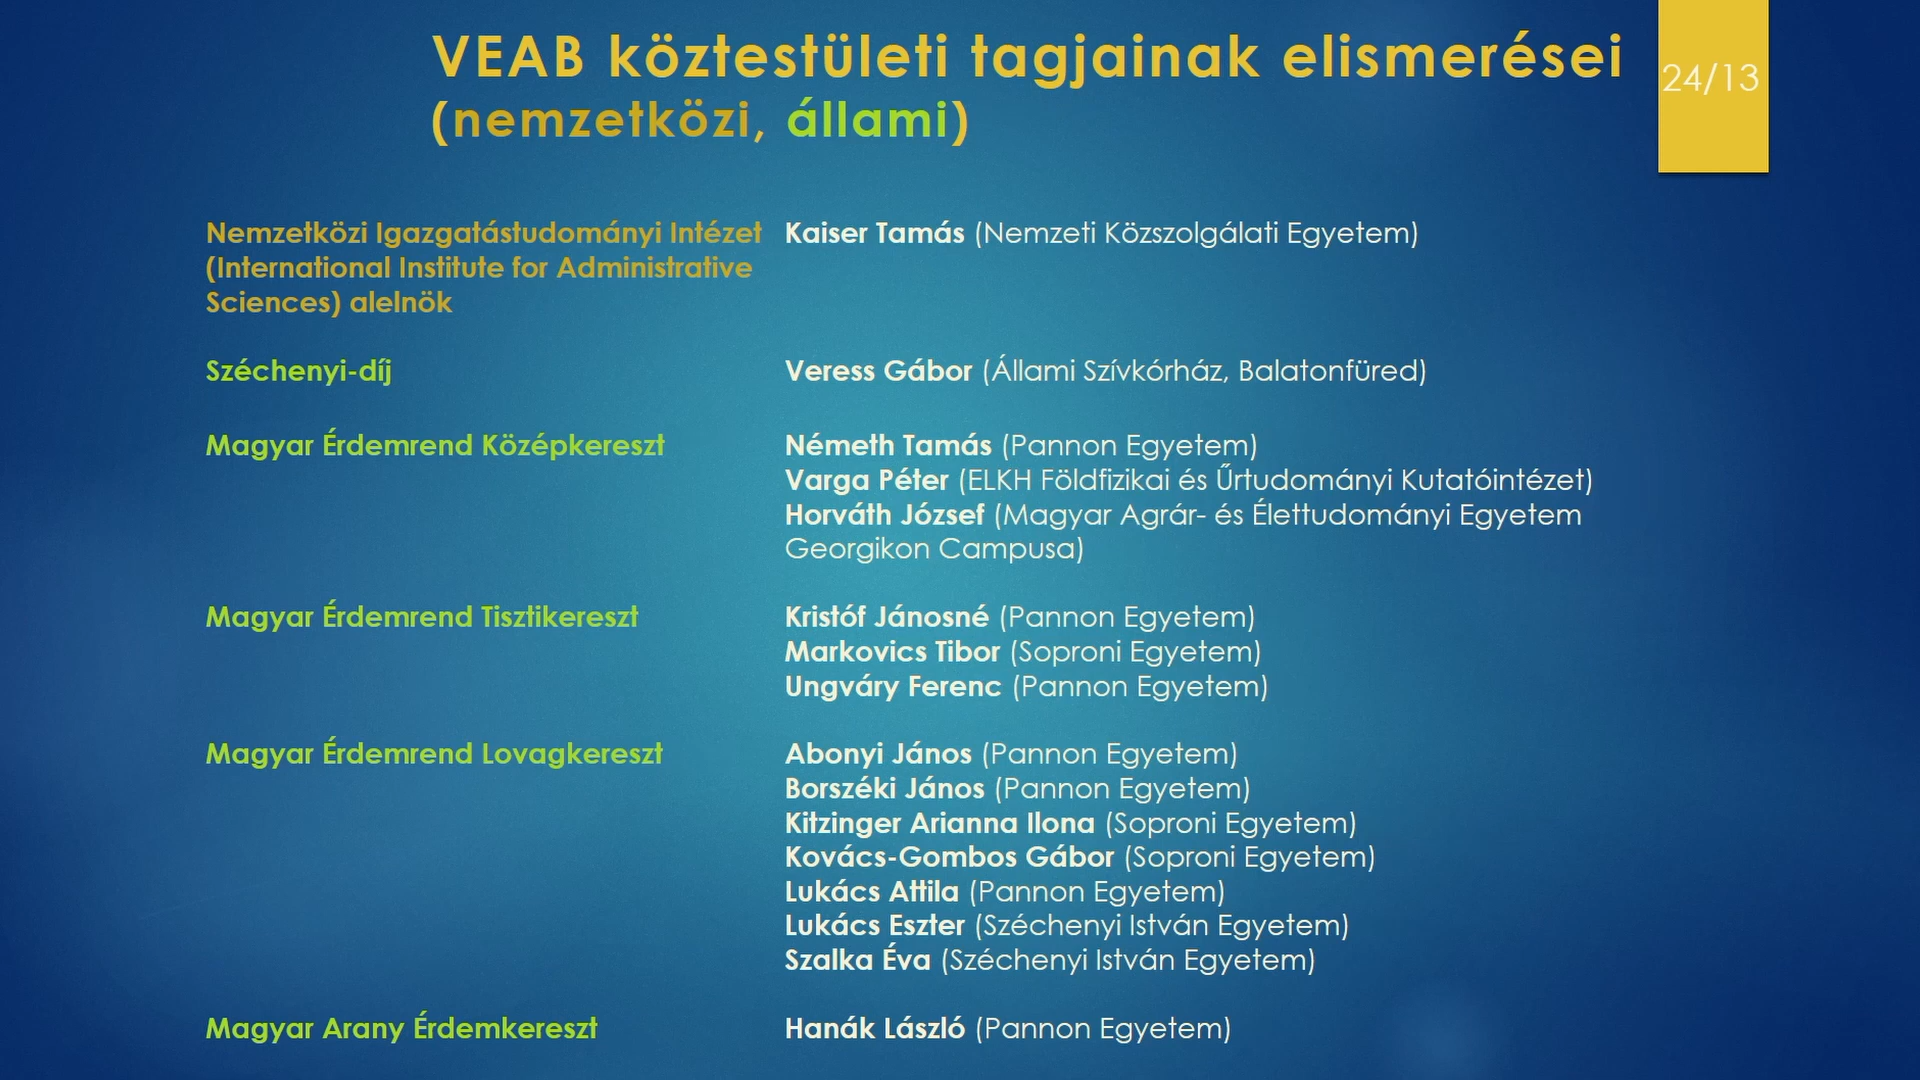 VEAB köztestületi tagjainak elismerései
(nemzetközi, állami)
24/13
Nemzetközi Igazgatástudományi Intézet
(International Institute for Administrative
Sciences) alelnök
Kaiser Tamás (Nemzeti Közszolgálati Egyetem)
Széchenyi-díj
Veress Gábor (Állami Szívkórház, Balatonfüred)
Magyar Érdemrend Középkereszt
Németh Tamás (Pannon Egyetem)
Varga Péter (ELKH Földfizikai és Űrtudományi Kutatóintézet)
Horváth József (Magyar Agrár- és Élettudományi Egyetem
Georgikon Campusa)
Magyar Érdemrend Tisztikereszt
Kristóf Jánosné (Pannon Egyetem)
Markovics Tibor (Soproni Egyetem)
Ungváry Ferenc (Pannon Egyetem)
Magyar Érdemrend Lovagkereszt
Abonyi János (Pannon Egyetem)
Borszéki János (Pannon Egyetem)
Kitzinger Arianna Ilona (Soproni Egyetem)
Kovács-Gombos Gábor (Soproni Egyetem)
Lukács Attila (Pannon Egyetem)
Lukács Eszter (Széchenyi István Egyetem)
Szalka Éva (Széchenyi István Egyetem)
Magyar Arany Érdemkereszt
Hanák László (Pannon Egyetem)